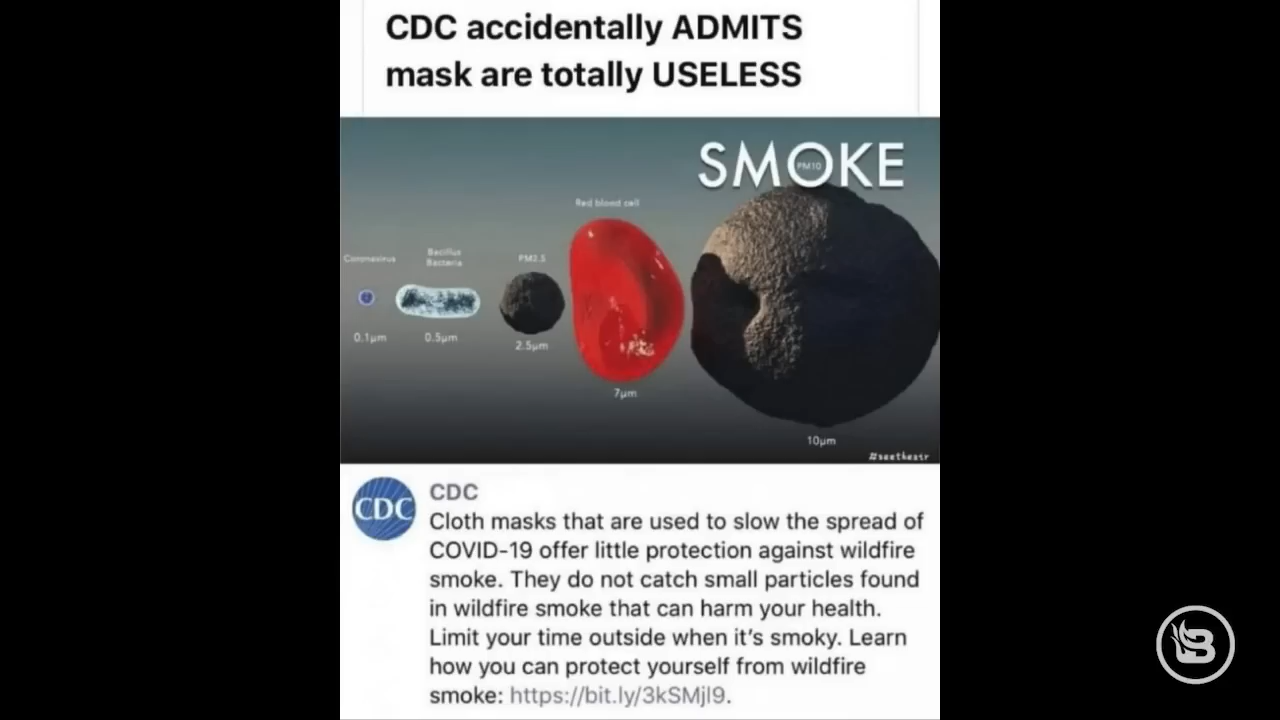 CDC accidentally ADMITS
mask are totally USELESS
SMOKE
PM10
Red blood cell
Coronavirus
Bacillus
Bacteria
PM2.5
0.1µm
0.5µm
2.5µm
7µm
10µm
#seetheair
CDC
CDC
Cloth masks that are used to slow the spread of
COVID-19 offer little protection against wildfire
smoke. They do not catch small particles found
in wildfire smoke that can harm your health.
Limit your time outside when it's smoky. Learn
how you can protect yourself from wildfire
smoke: https://bit.ly/3kSMjl9.
B